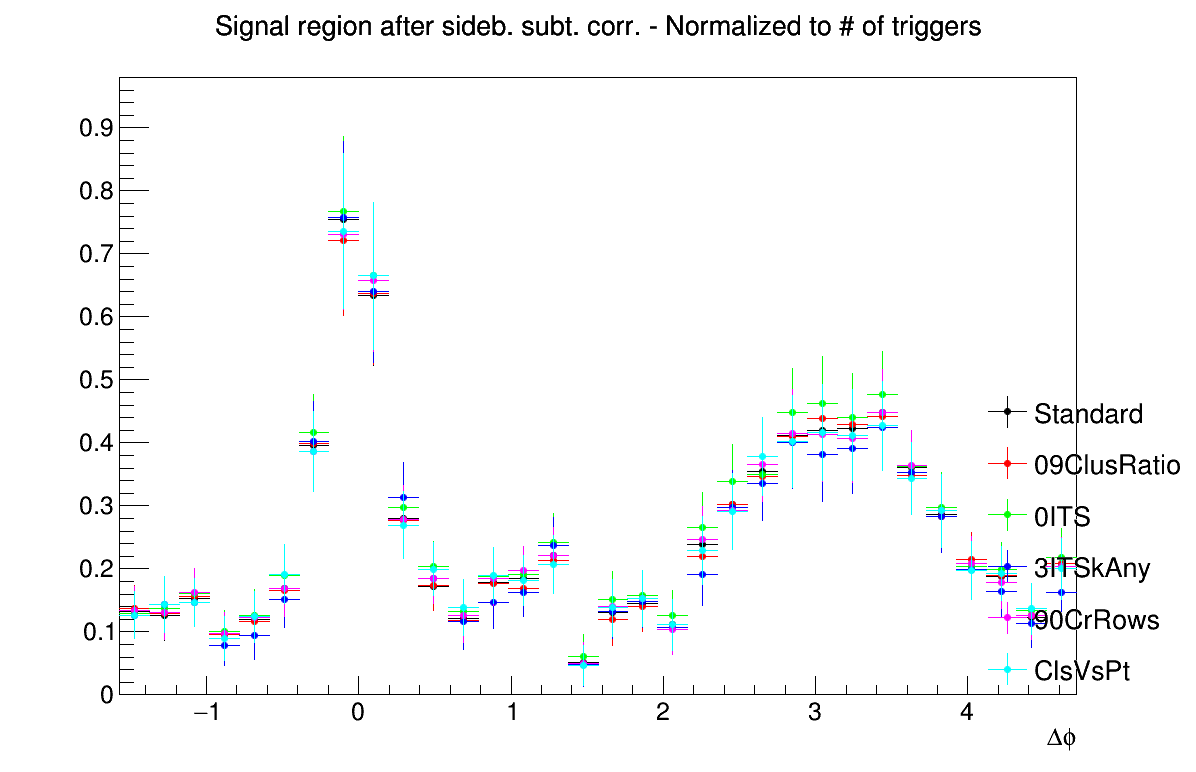 Signal region after sideb. subt. corr. - Normalized to # of triggers
0.9
0.8
0.7
0.6
0.5
0.4
0.3
0.2
0.1
0
−1
0
1
2
3
4
Δϕ
Standard
09ClusRatio
0ITS
3ITSkAny
90CrRows
ClsVsPt